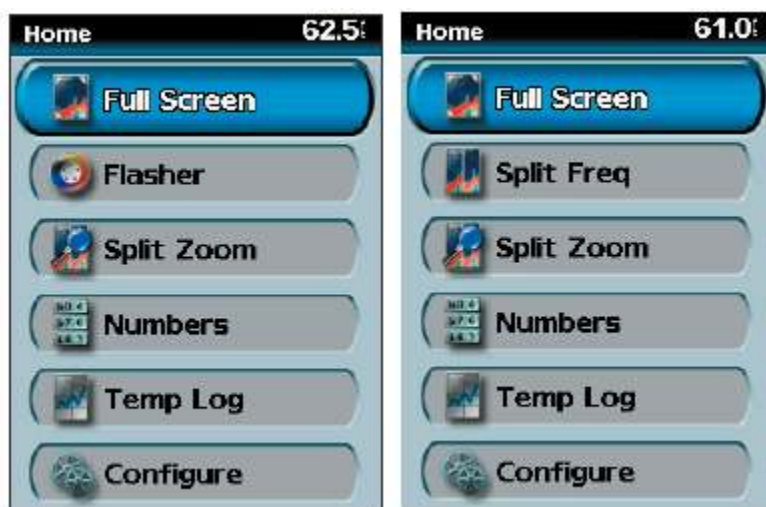 Home 62.5
Full Screen
Flasher
Split Zoom
Numbers
Temp Log
Configure
Home 61.0
Full Screen
Split Freq
Split Zoom
Numbers
Temp Log
Configure